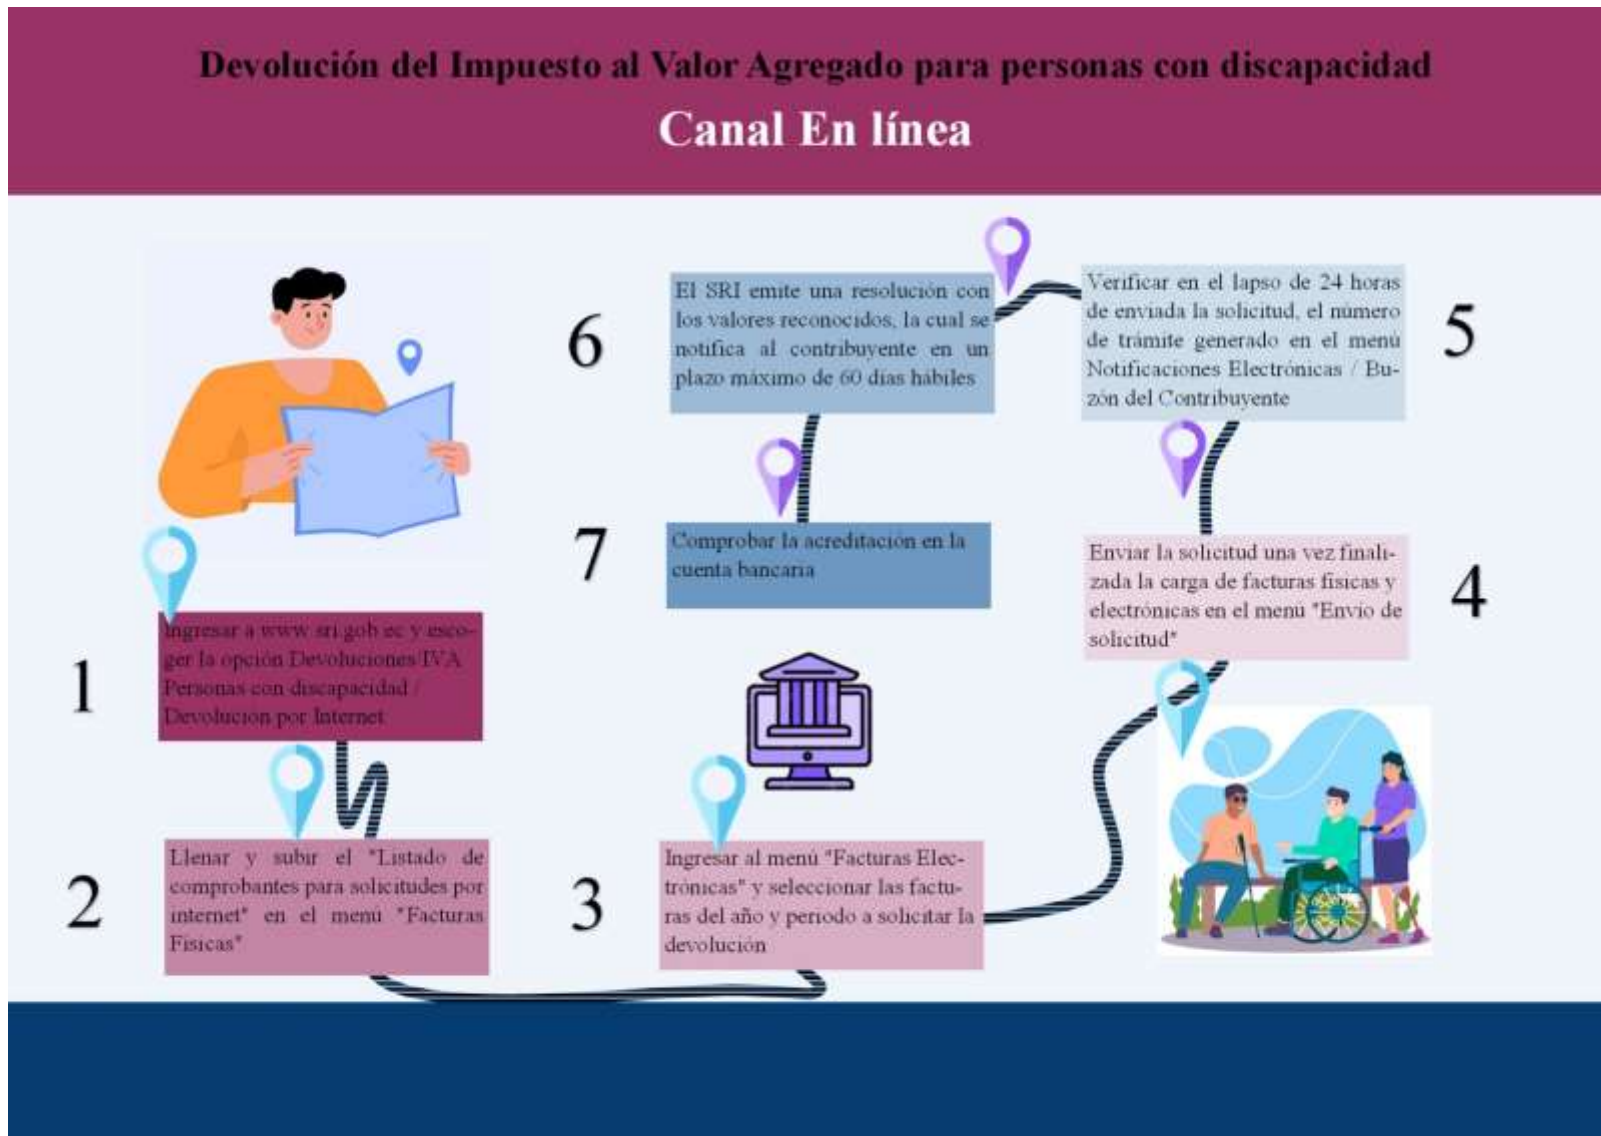 Devolución del Impuesto al Valor Agregado para personas con discapacidad
Canal En línea
1
Ingresar a www.sri.gob.ec y esco-
ger la opción Devoluciones/IVA
Personas con discapacidad /
Devolución por Internet
2
Llenar y subir el "Listado de
comprobantes para solicitudes por
internet" en el menú "Facturas
Físicas"
3
Ingresar al menú "Facturas Elec-
trónicas" y seleccionar las factu-
ras del año y periodo a solicitar la
devolución
4
Enviar la solicitud una vez finali-
zada la carga de facturas físicas y
electrónicas en el menú "Envío de
solicitud"
5
Verificar en el lapso de 24 horas
de enviada la solicitud, el número
de trámite generado en el menú
Notificaciones Electrónicas / Bu-
zón del Contribuyente
6
El SRI emite una resolución con
los valores reconocidos, la cual se
notifica al contribuyente en un
plazo máximo de 60 días hábiles
7
Comprobar la acreditación en la
cuenta bancaria